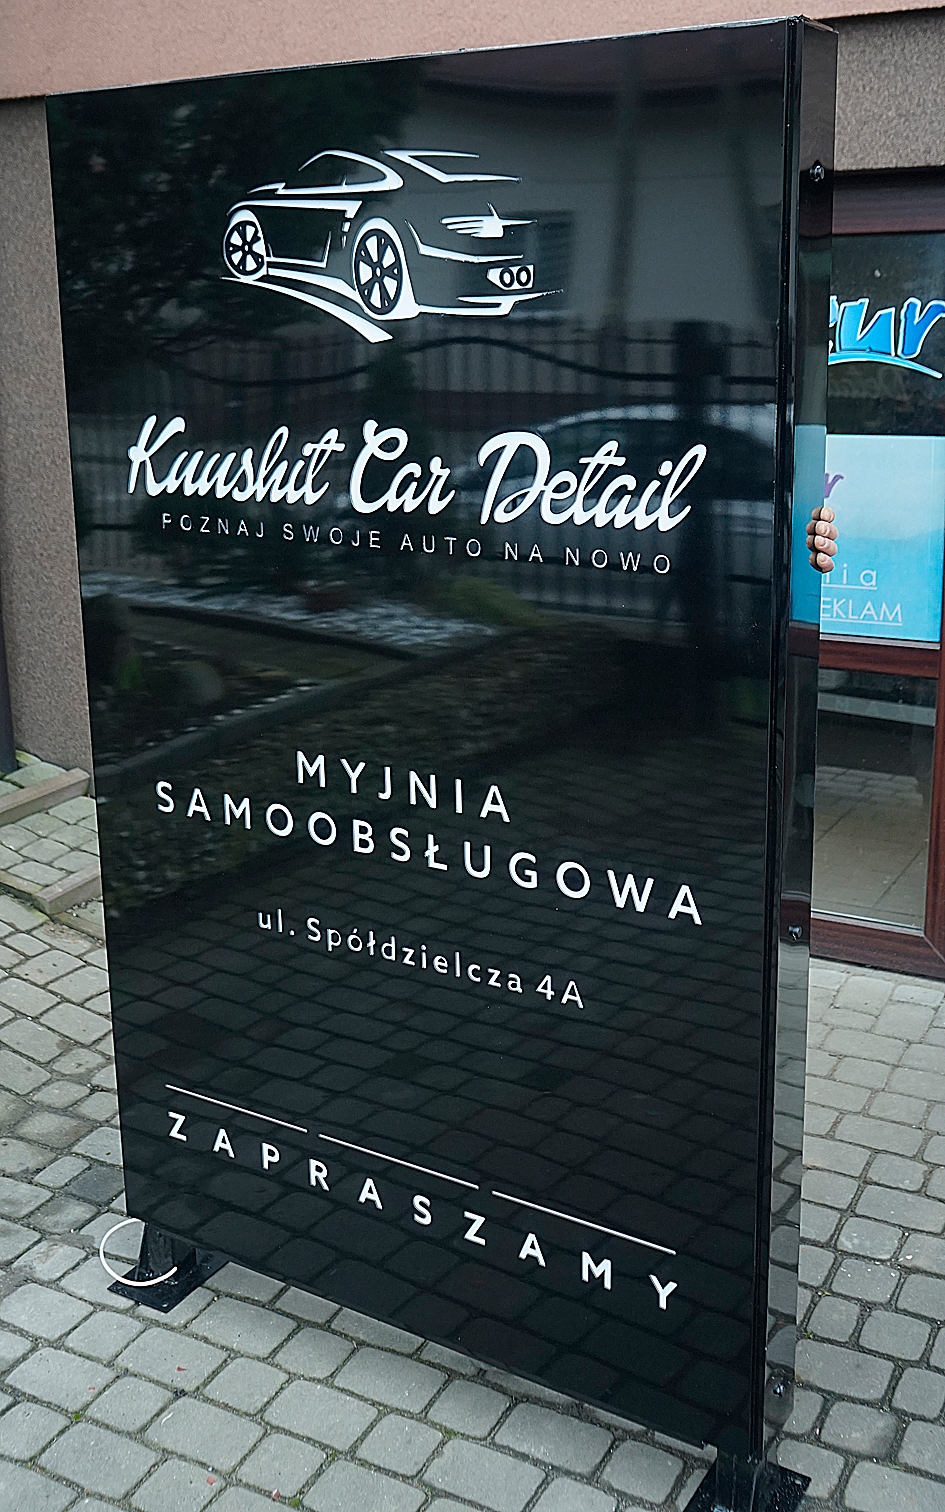 Kuushit Car Detail
POZNAJ SWOJE AUTO NA NOWO
MYJNIA
SAMOOBSŁUGOWA
ul. Spółdzielcza 4A
ZAPRASZAMY